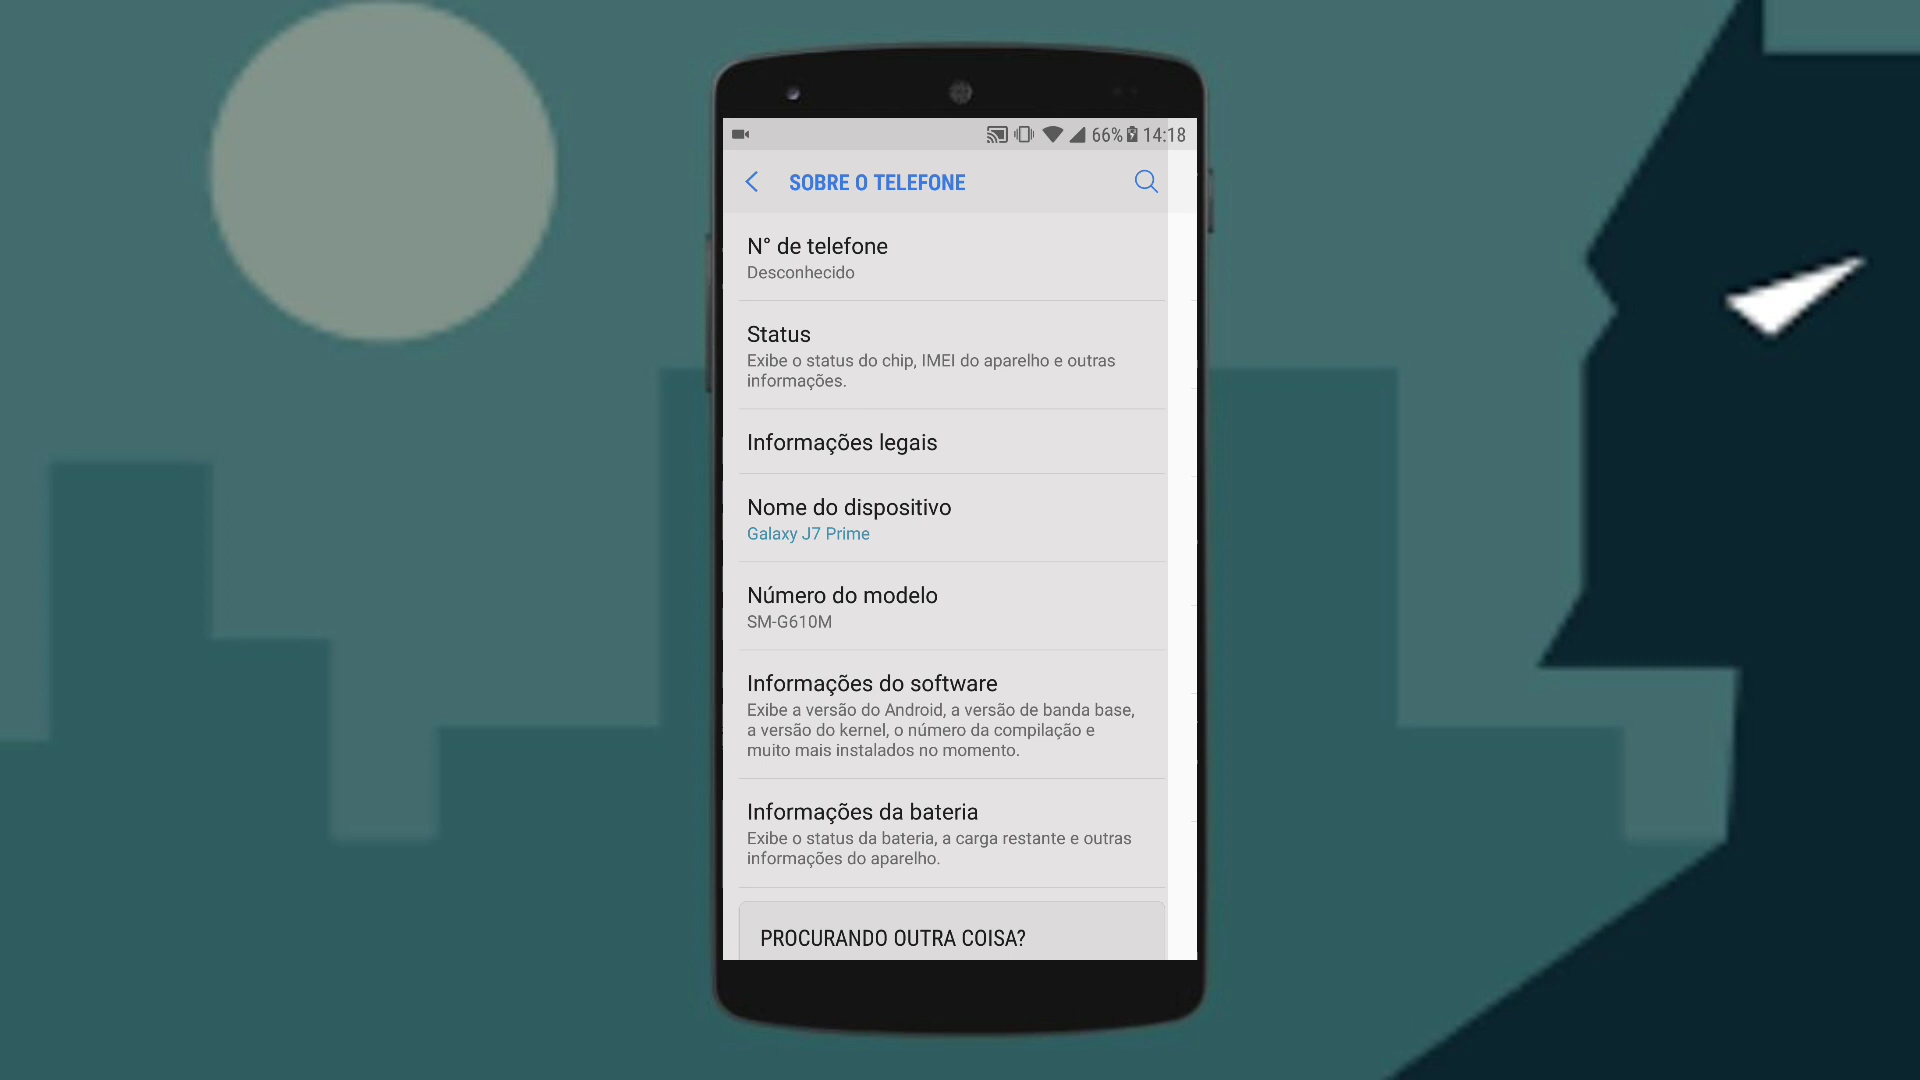 66% 14:18
SOBRE O TELEFONE
N° de telefone
Desconhecido
Status
Exibe o status do chip, IMEI do aparelho e outras
informações.
Informações legais
Nome do dispositivo
Galaxy J7 Prime
Número do modelo
SM-G610M
Informações do software
Exibe a versão do Android, a versão de banda base,
a versão do kernel, o número da compilação e
muito mais instalados no momento.
Informações da bateria
Exibe o status da bateria, a carga restante e outras
informações do aparelho.
PROCURANDO OUTRA COISA?